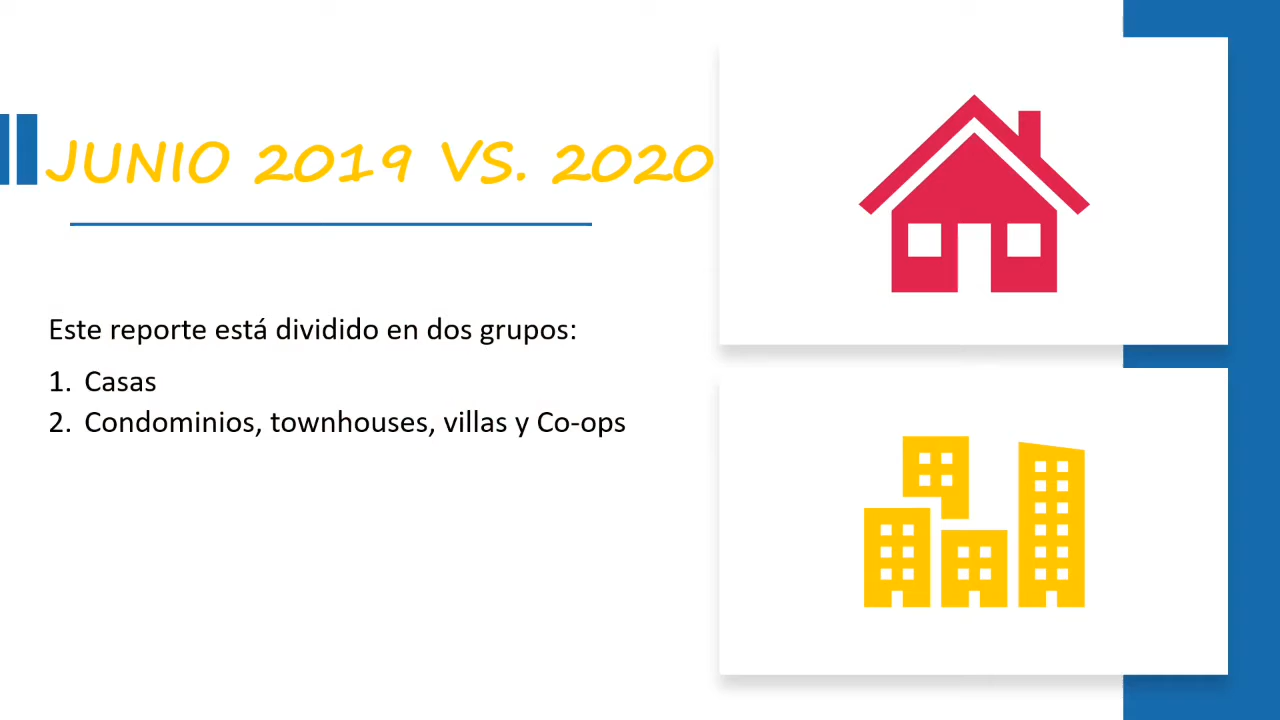 JUNIO 2019 VS. 2020
Este reporte está dividido en dos grupos:
1. Casas
2. Condominios, townhouses, villas y Co-ops